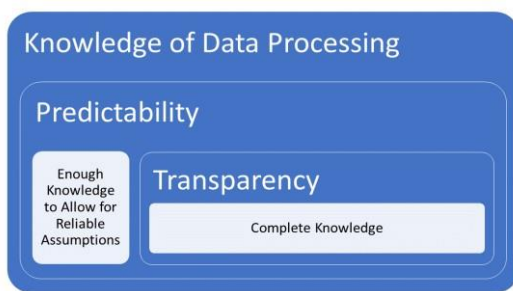 Knowledge of Data Processing
Predictability
Enough
Knowledge
to Allow for
Reliable
Assumptions
Transparency
Complete Knowledge